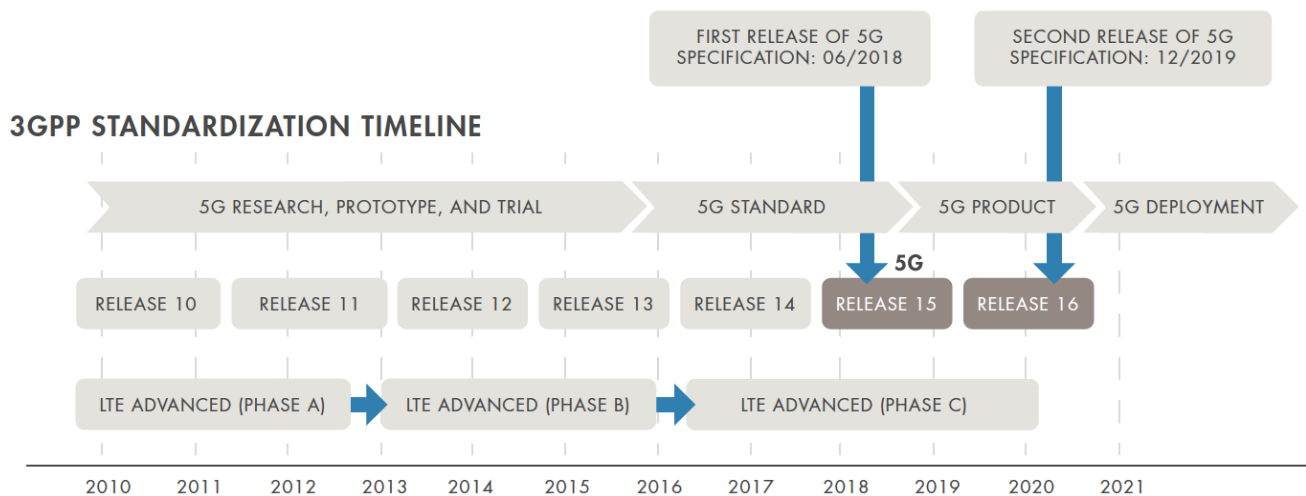 FIRST RELEASE OF 5G
SPECIFICATION: 06/2018
SECOND RELEASE OF 5G
SPECIFICATION: 12/2019
3GPP STANDARDIZATION TIMELINE
5G RESEARCH, PROTOTYPE, AND TRIAL
5G STANDARD
5G PRODUCT
5G DEPLOYMENT
5G
RELEASE 10
RELEASE 11
RELEASE 12
RELEASE 13
RELEASE 14
RELEASE 15
RELEASE 16
LTE ADVANCED (PHASE A)
LTE ADVANCED (PHASE B)
LTE ADVANCED (PHASE C)
2010 2011 2012 2013 2014 2015 2016 2017 2018 2019 2020 2021